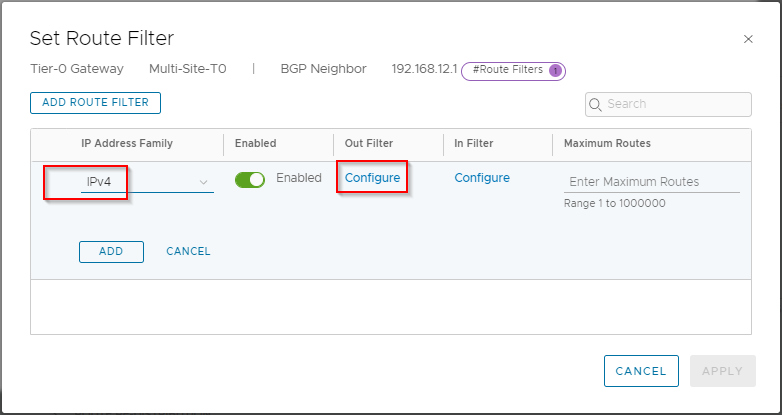 Set Route Filter
Tier-0 Gateway Multi-Site-T0 | BGP Neighbor 192.168.12.1 #Route Filters 1
ADD ROUTE FILTER
Search
IP Address Family Enabled Out Filter In Filter Maximum Routes
IPv4 Enabled Configure Configure Enter Maximum Routes
Range 1 to 1000000
ADD CANCEL
CANCEL APPLY